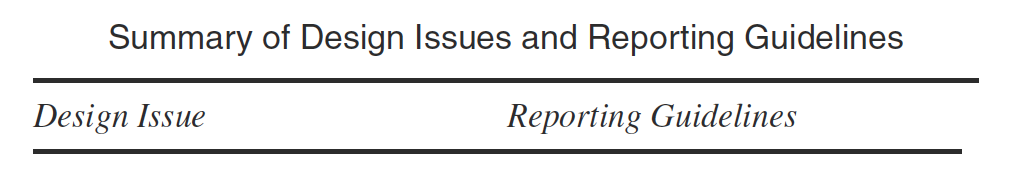 Summary of Design Issues and Reporting Guidelines
Design Issue Reporting Guidelines